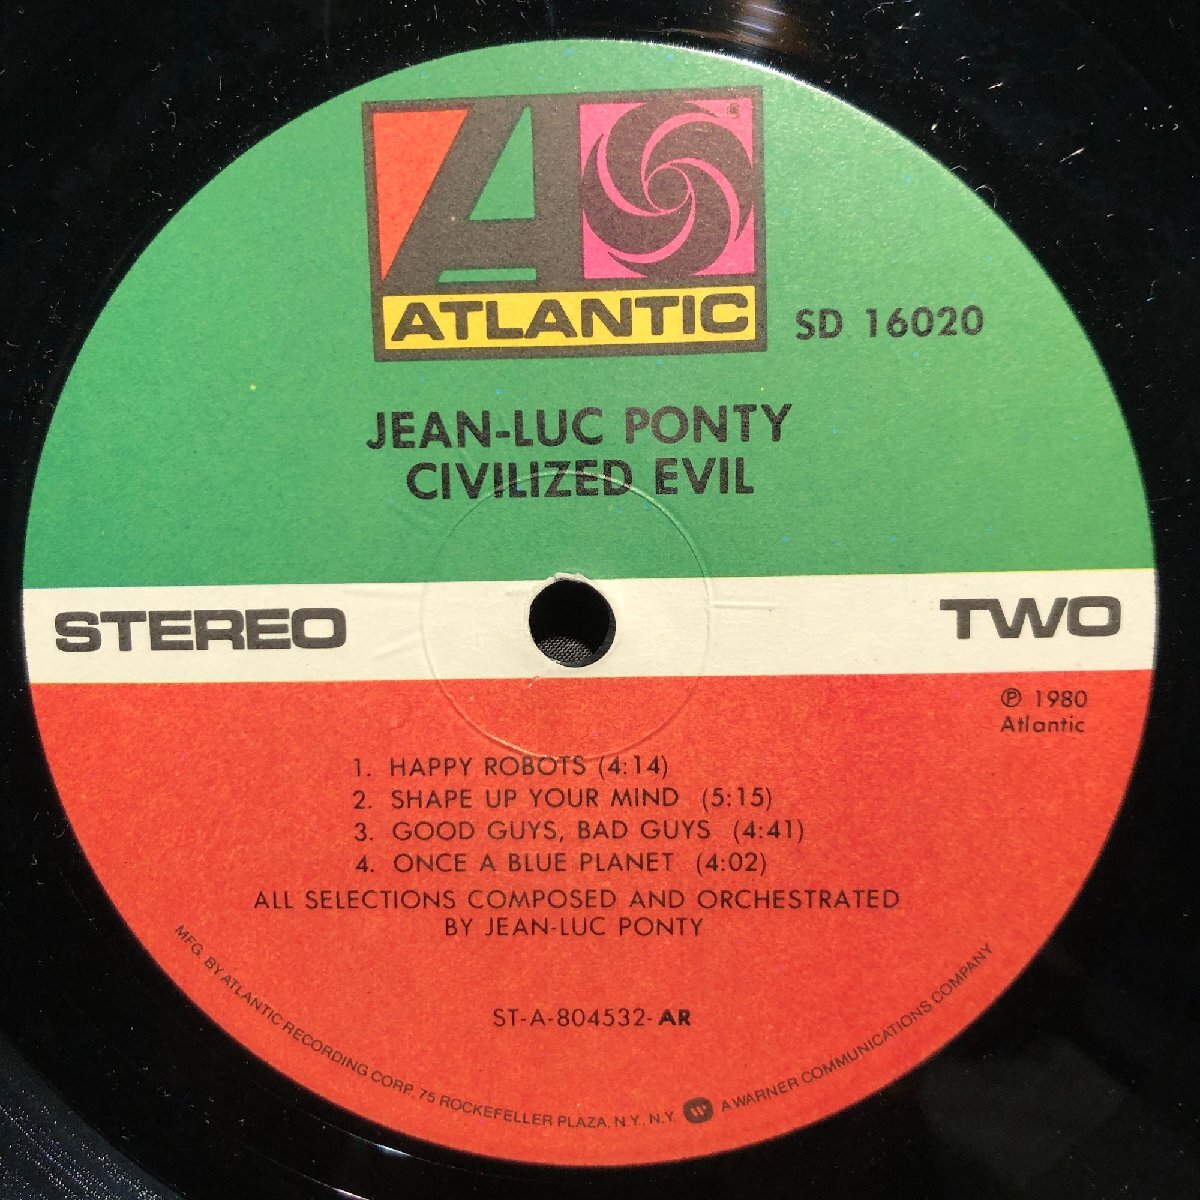 ATLANTIC
®
SD 16020
JEAN-LUC PONTY
CIVILIZED EVIL
STEREO
TWO
℗ 1980
Atlantic
1. HAPPY ROBOTS (4:14)
2. SHAPE UP YOUR MIND (5:15)
3. GOOD GUYS, BAD GUYS (4:41)
4. ONCE A BLUE PLANET (4:02)
ALL SELECTIONS COMPOSED AND ORCHESTRATED
BY JEAN-LUC PONTY
ST-A-804532-AR
MFG. BY ATLANTIC RECORDING CORP. 75 ROCKEFELLER PLAZA, N.Y., N.Y. A WARNER COMMUNICATIONS COMPANY